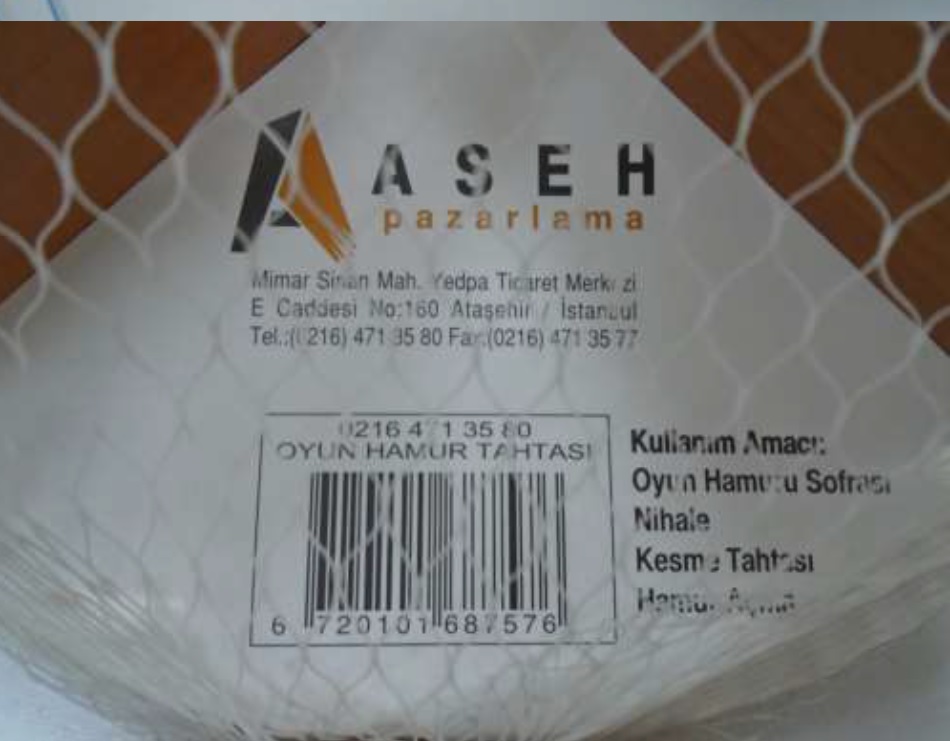 ASEH
pazarlama
Mimar Sinan Mah. Yedpa Ticaret Merkezi
E Caddesi No:160 Ataşehir / İstanbul
Tel.:(0216) 471 35 80 Fax:(0216) 471 35 77
0216 471 35 80
OYUN HAMUR TAHTASI
6 720101 687576
Kullanım Amacı:
Oyun Hamuru Sofrası
Nihale
Kesme Tahtası
Hamur Açma